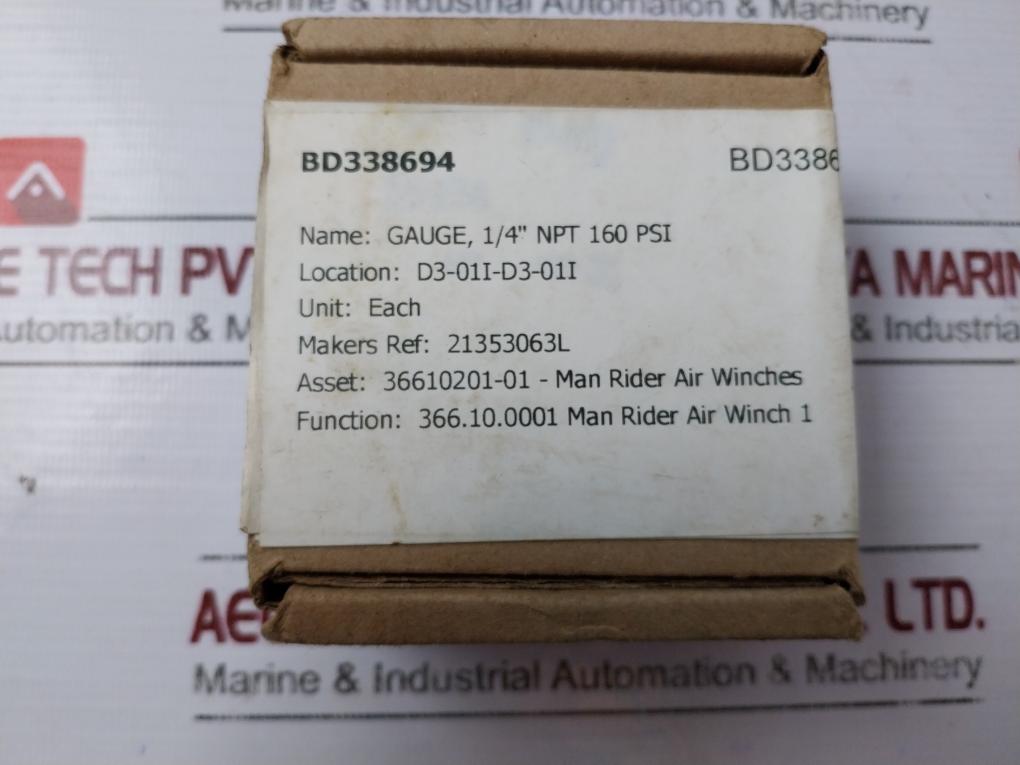 Marine & Industrial Automation & Machinery
BD338694 BD3386
Name: GAUGE, 1/4" NPT 160 PSI
Location: D3-01I-D3-01I
Unit: Each
Makers Ref: 21353063L
Asset: 36610201-01 - Man Rider Air Winches
Function: 366.10.0001 Man Rider Air Winch 1
E TECH PV
YA MARIN
utomation & M
& Industria
AE LTD.
Marine & Industrial Automation & Machinery